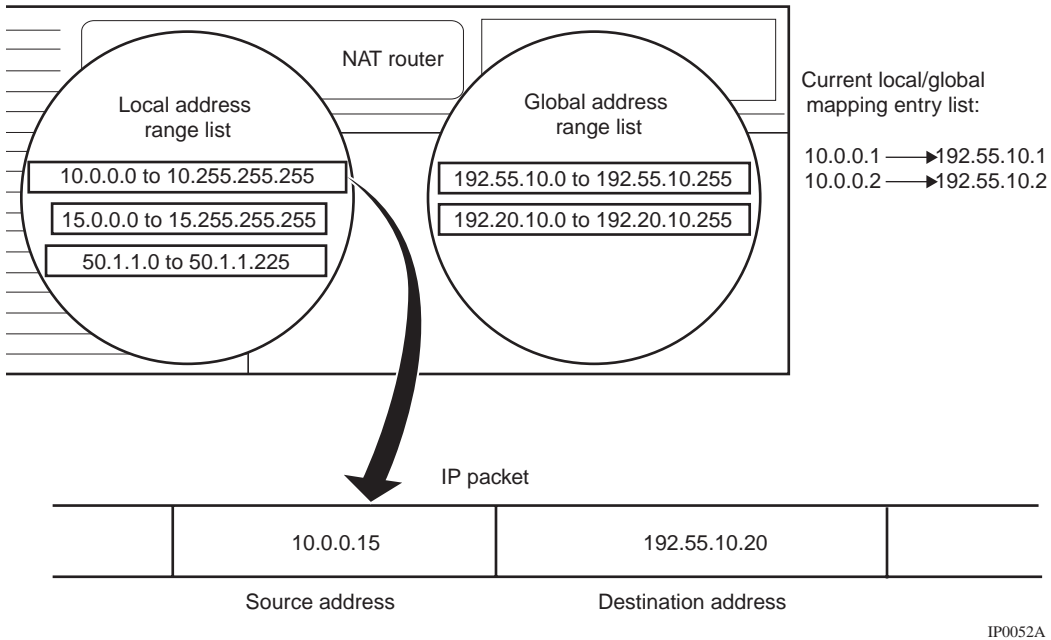 NAT router
Local address
range list
10.0.0.0 to 10.255.255.255
15.0.0.0 to 15.255.255.255
50.1.1.0 to 50.1.1.225
Global address
range list
192.55.10.0 to 192.55.10.255
192.20.10.0 to 192.20.10.255
Current local/global
mapping entry list:
10.0.0.1 192.55.10.1
10.0.0.2 192.55.10.2
IP packet
10.0.0.15 192.55.10.20
Source address Destination address
IP0052A